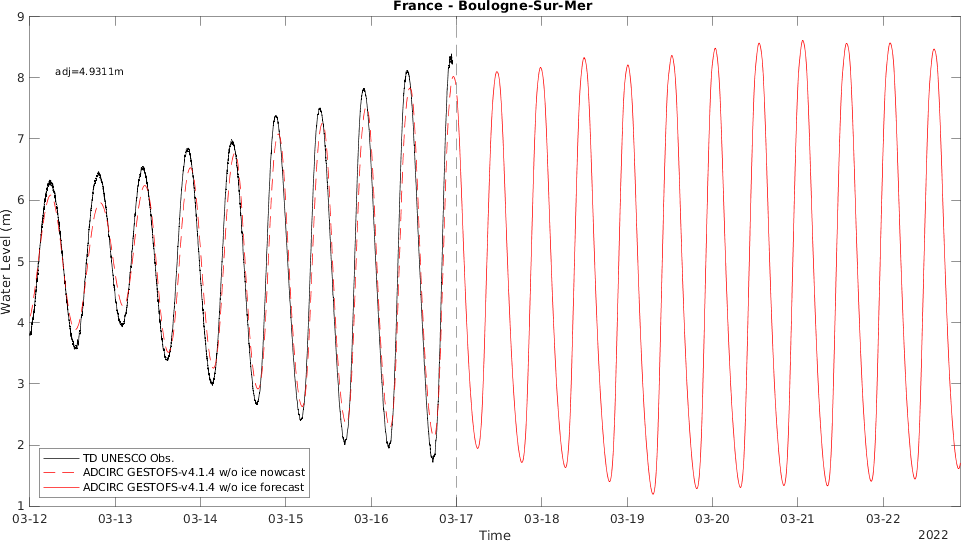 France - Boulogne-Sur-Mer
adj=4.9311m
Water Level (m)
9
8
7
6
5
4
3
2
1
TD UNESCO Obs.
ADCIRC GESTOFS-v4.1.4 w/o ice nowcast
ADCIRC GESTOFS-v4.1.4 w/o ice forecast
03-12 03-13 03-14 03-15 03-16 03-17 03-18 03-19 03-20 03-21 03-22
Time
2022